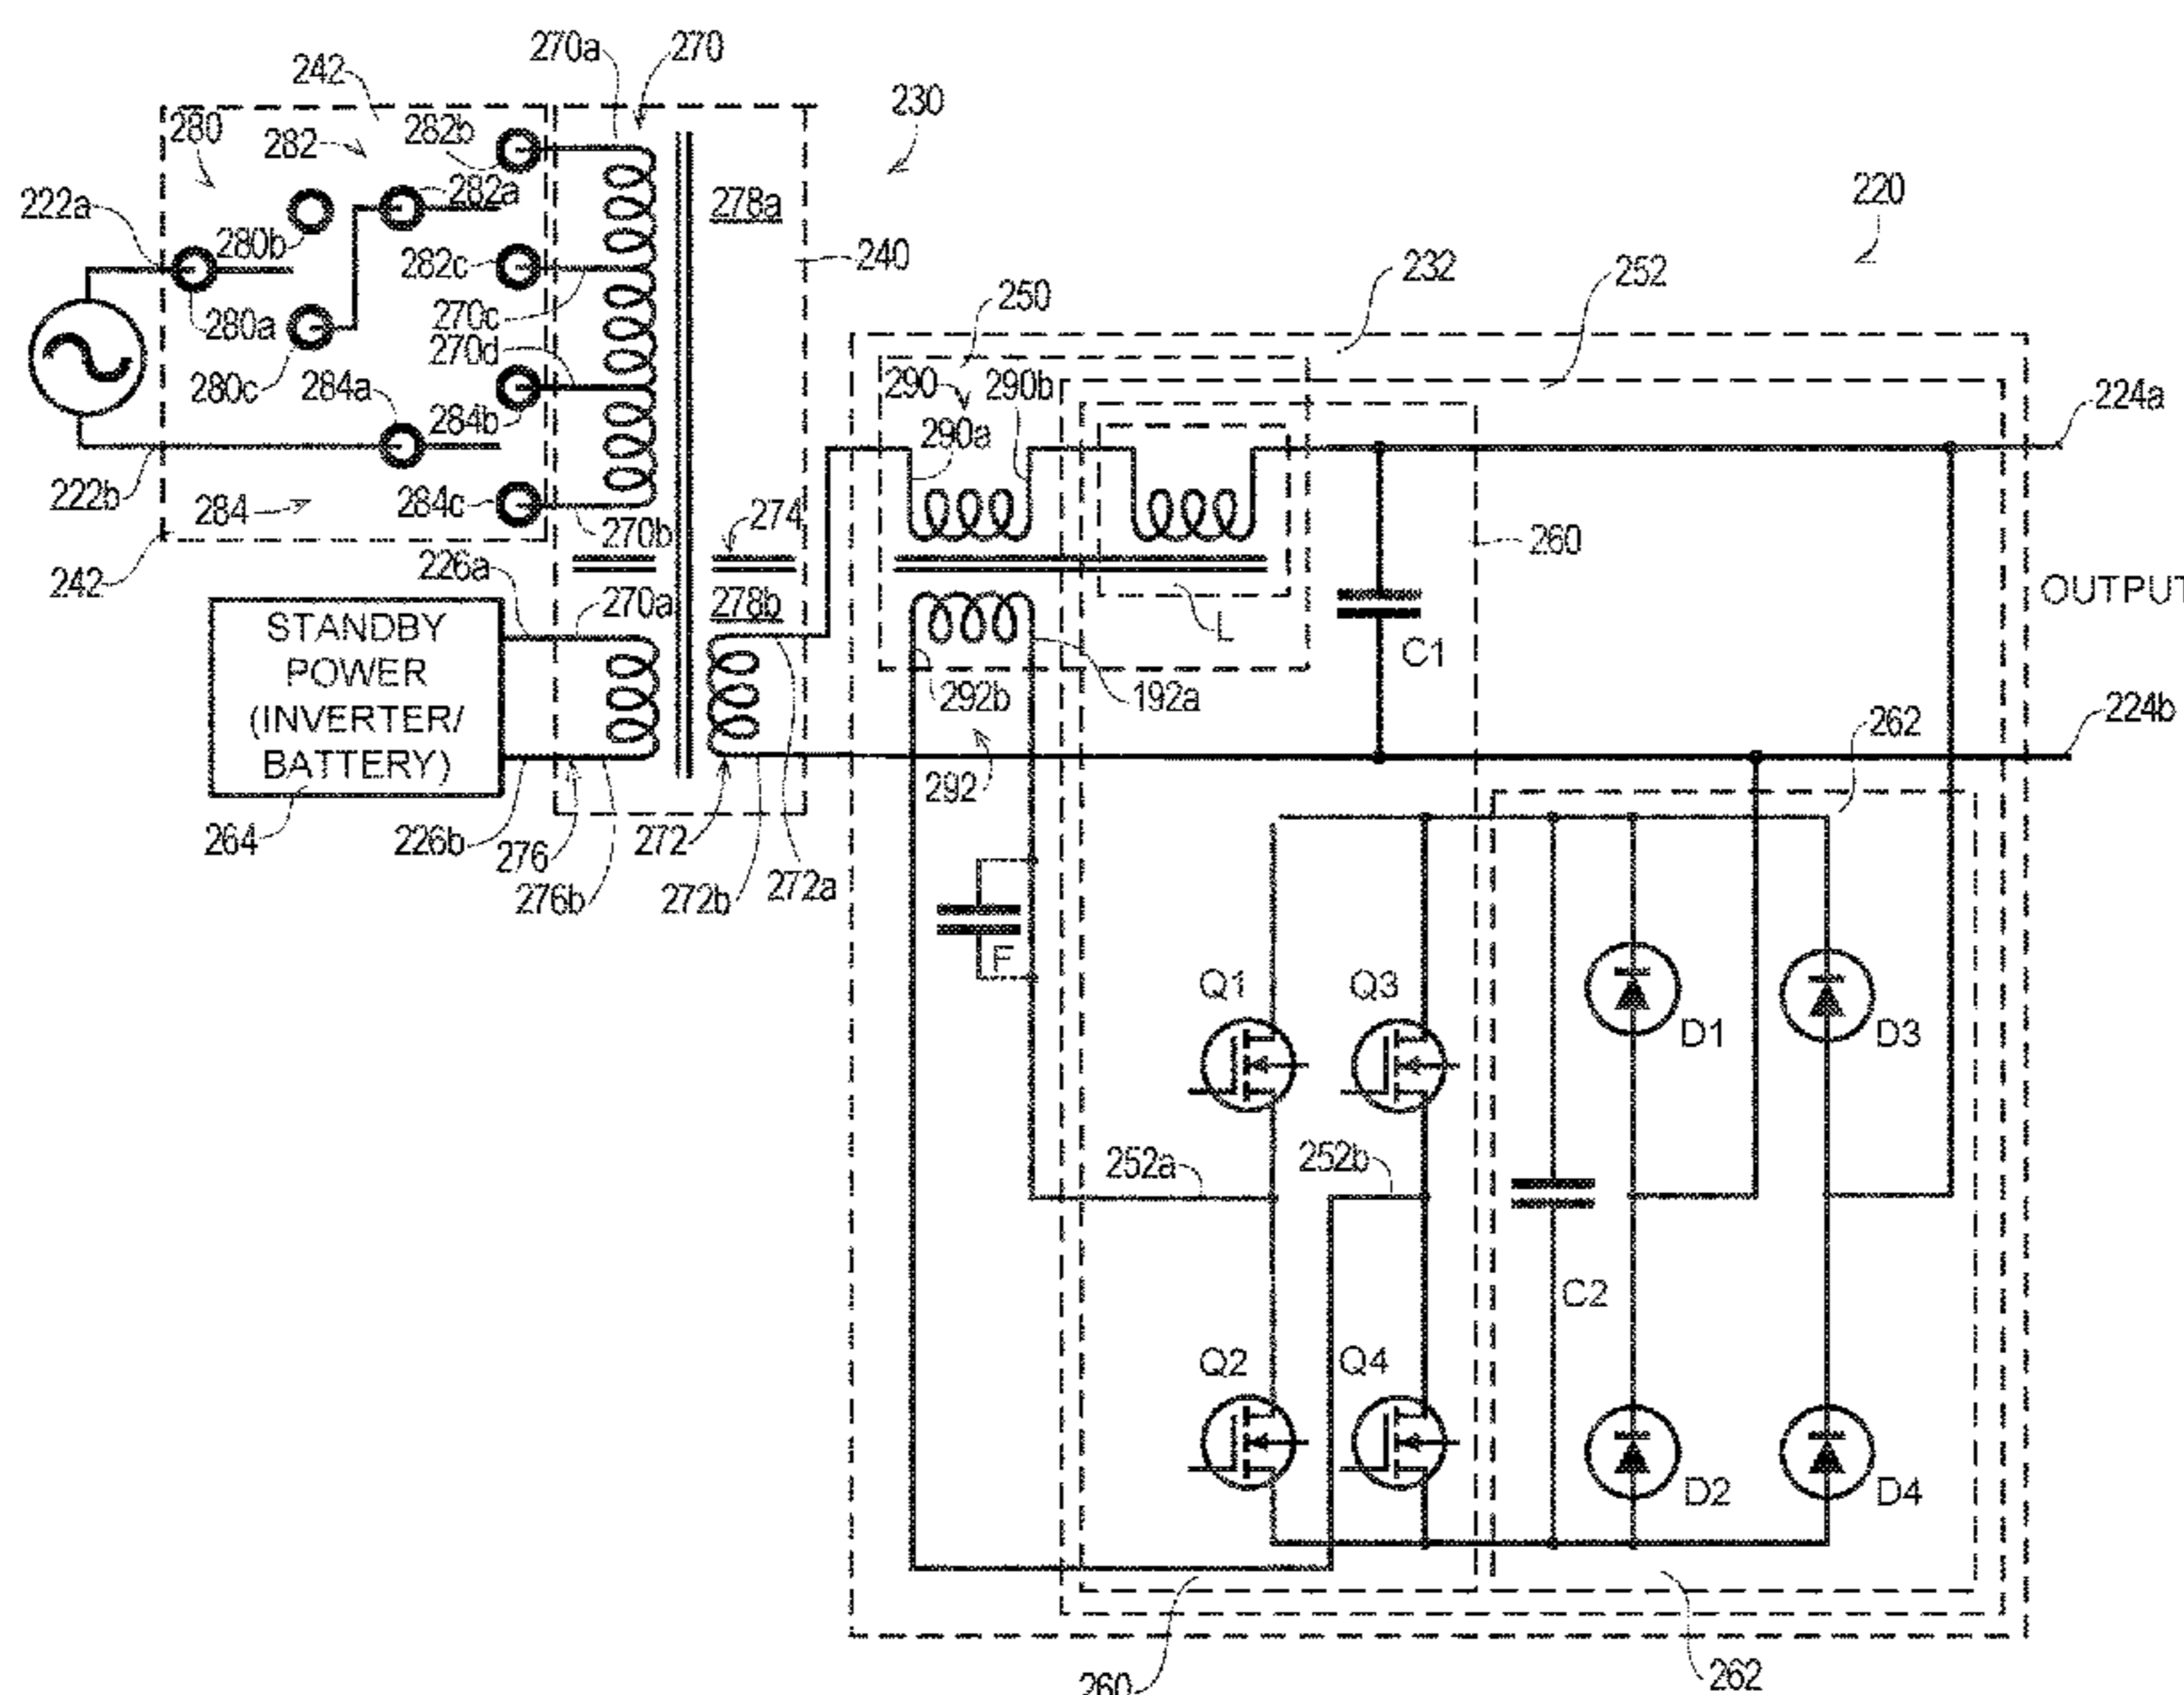 270a
270
242
230
280
282
282b
282a
222a
278a
220
280b
282c
240
232
252
250
280a
270c
270d
280c
284a
290
290b
284b
290a
224a
222b
284
284c
274
270b
260
226a
242
270a
278b
OUTPUT
STANDBY
POWER
(INVERTER/
BATTERY)
L
C1
292b
192a
224b
262
292
264
226b
276
272
276b
272b
272a
F
Q1
Q3
D1
D3
252a
252b
C2
Q2
Q4
D2
D4
260
262